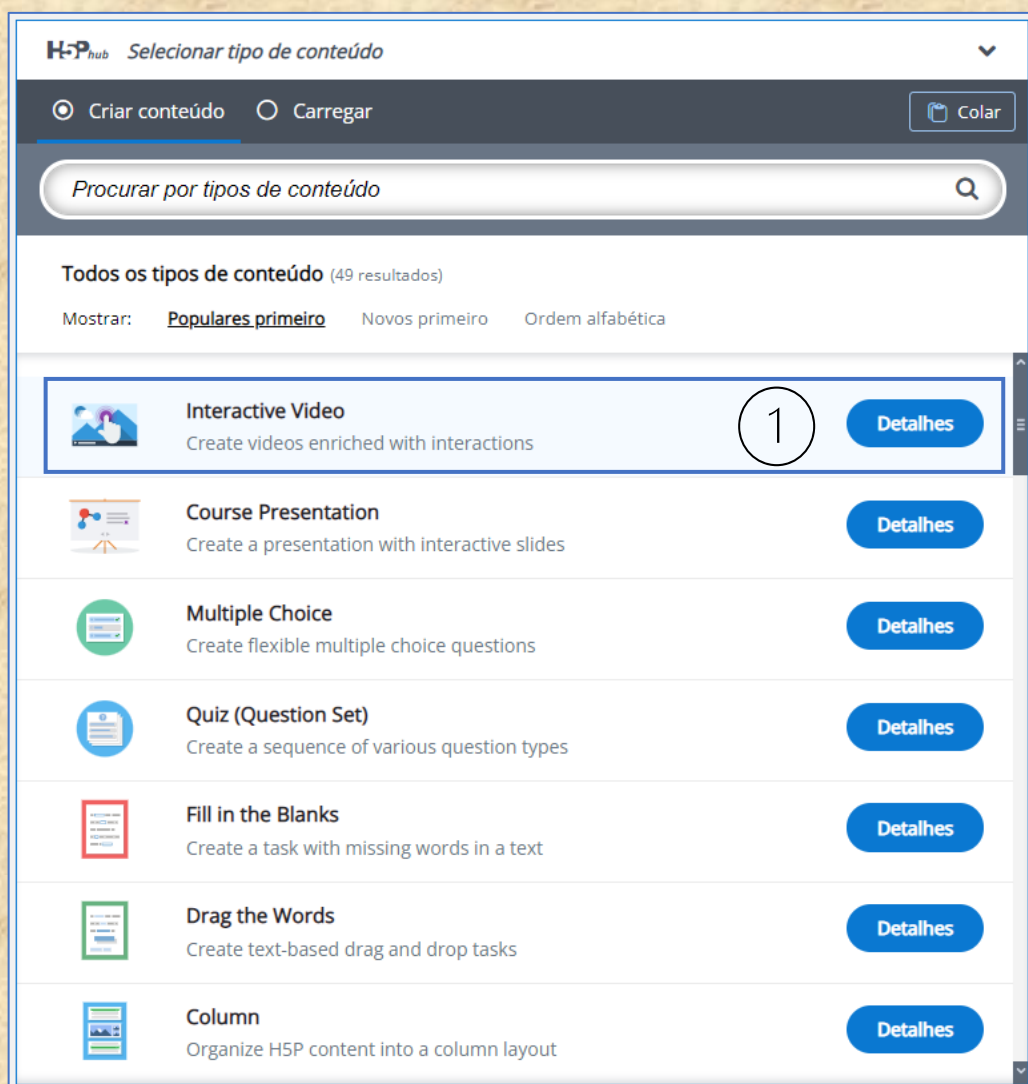 H5Phub Selecionar tipo de conteúdo
Criar conteúdo Carregar Colar
Procurar por tipos de conteúdo
Todos os tipos de conteúdo (49 resultados)
Mostrar: Populares primeiro Novos primeiro Ordem alfabética
Interactive Video
Create videos enriched with interactions
1
Detalhes
Course Presentation
Create a presentation with interactive slides
Detalhes
Multiple Choice
Create flexible multiple choice questions
Detalhes
Quiz (Question Set)
Create a sequence of various question types
Detalhes
Fill in the Blanks
Create a task with missing words in a text
Detalhes
Drag the Words
Create text-based drag and drop tasks
Detalhes
Column
Organize H5P content into a column layout
Detalhes